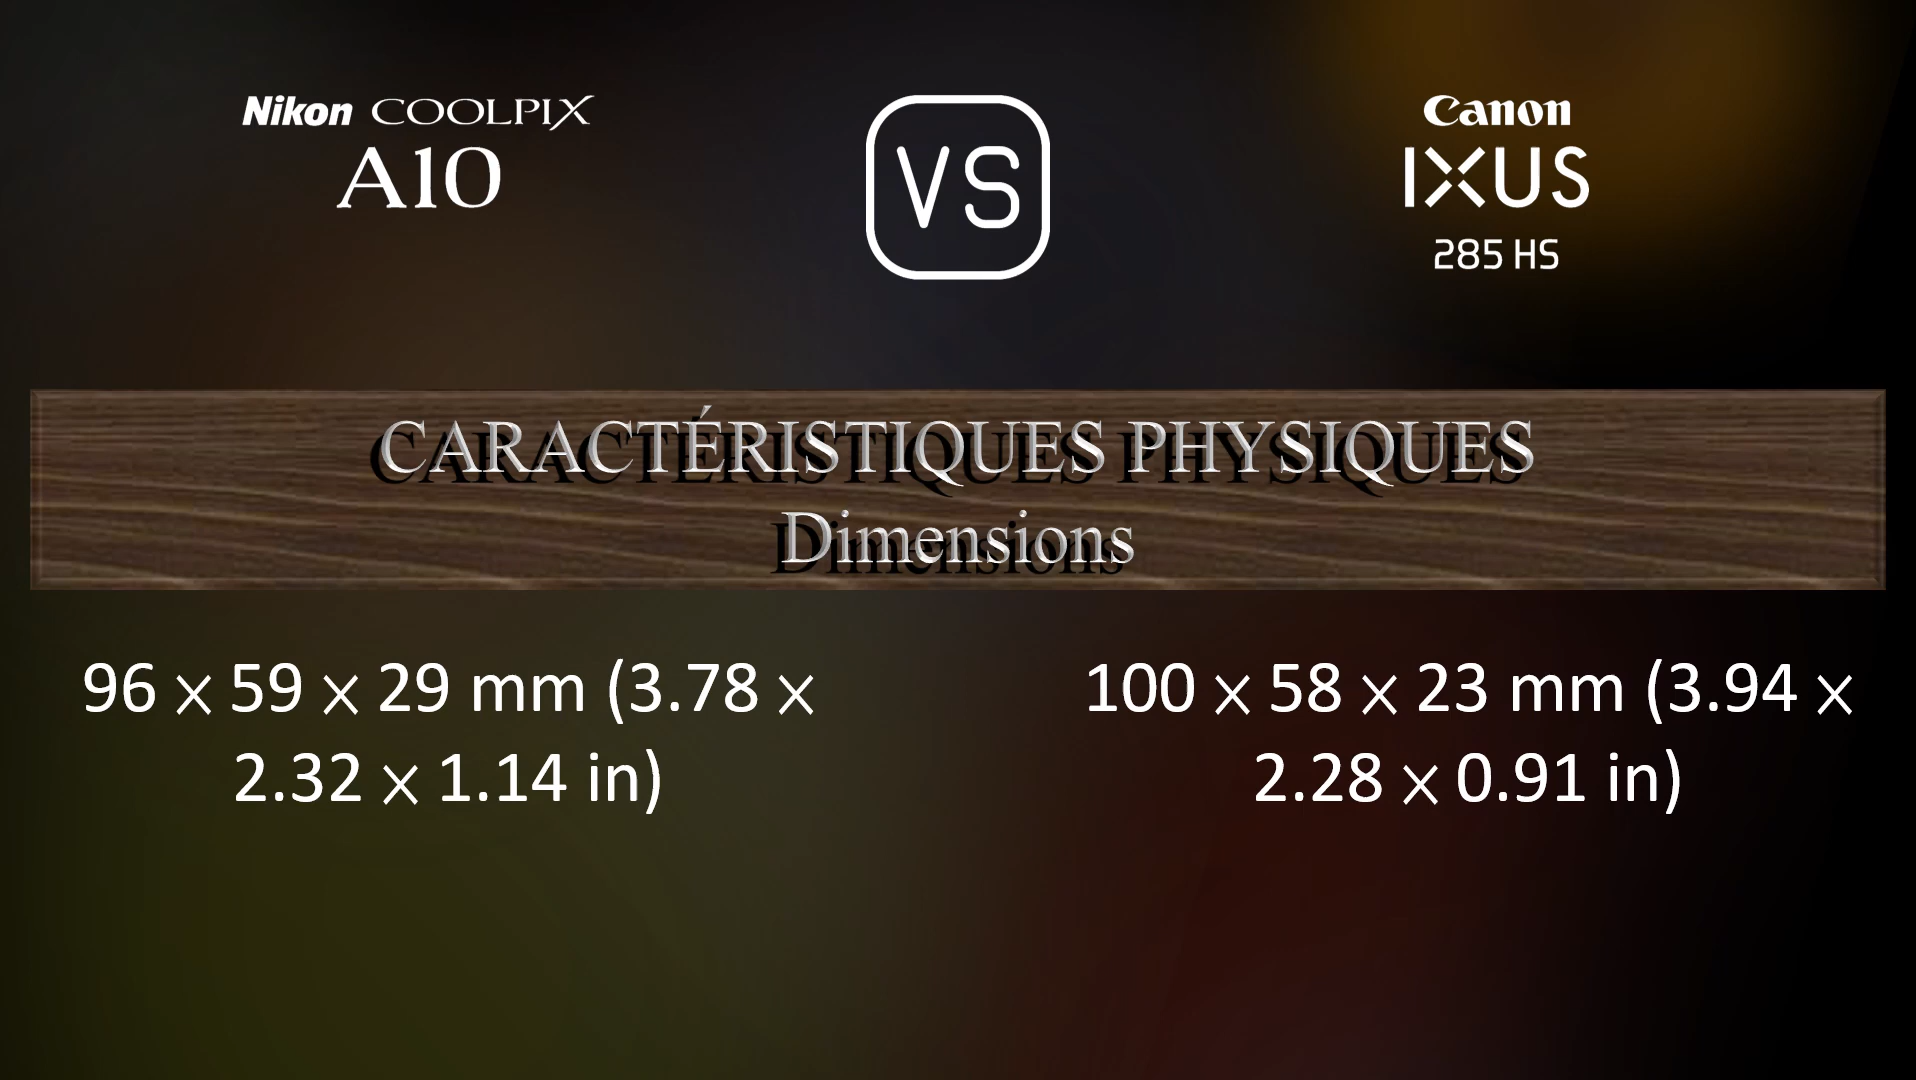 Nikon COOLPIX
A10
VS
Canon
IXUS
285 HS
CARACTÉRISTIQUES PHYSIQUES
Dimensions
96 x 59 x 29 mm (3.78 x
2.32 x 1.14 in)
100 x 58 x 23 mm (3.94 x
2.28 x 0.91 in)